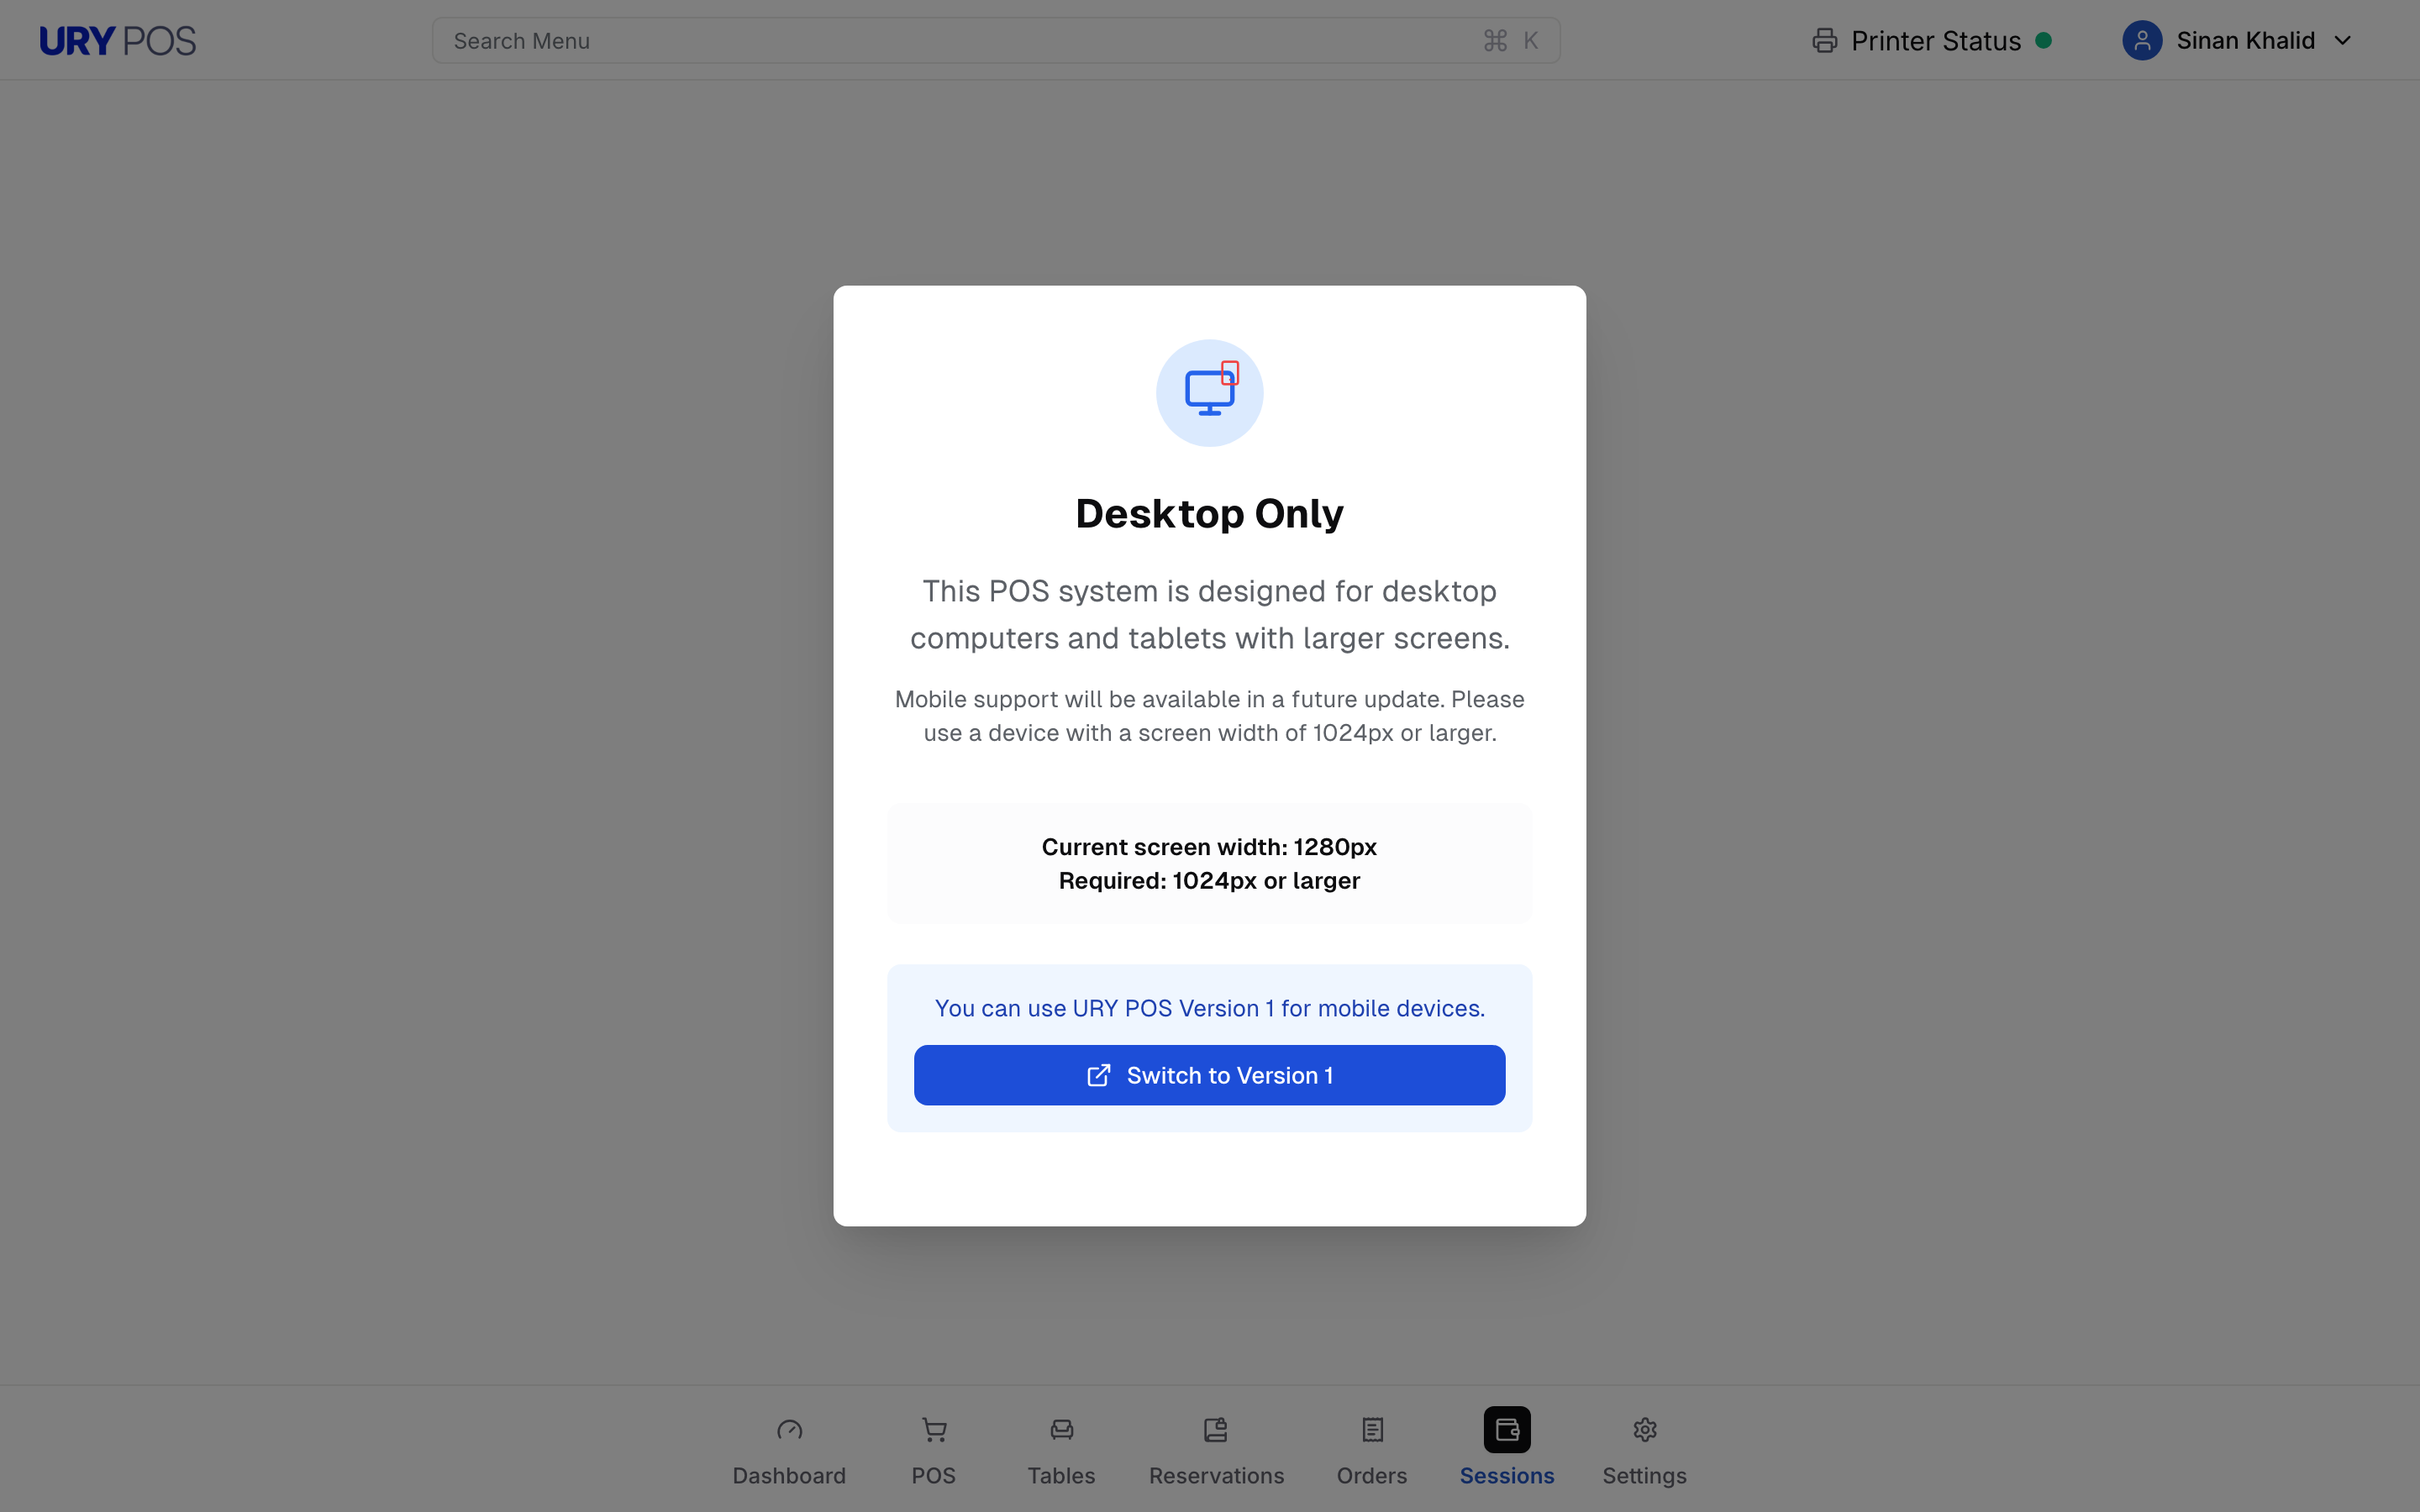 URY POS
Search Menu
⌘ K
Printer Status
Sinan Khalid
Desktop Only
This POS system is designed for desktop
computers and tablets with larger screens.
Mobile support will be available in a future update. Please
use a device with a screen width of 1024px or larger.
Current screen width: 1280px
Required: 1024px or larger
You can use URY POS Version 1 for mobile devices.
Switch to Version 1
Dashboard
POS
Tables
Reservations
Orders
Sessions
Settings